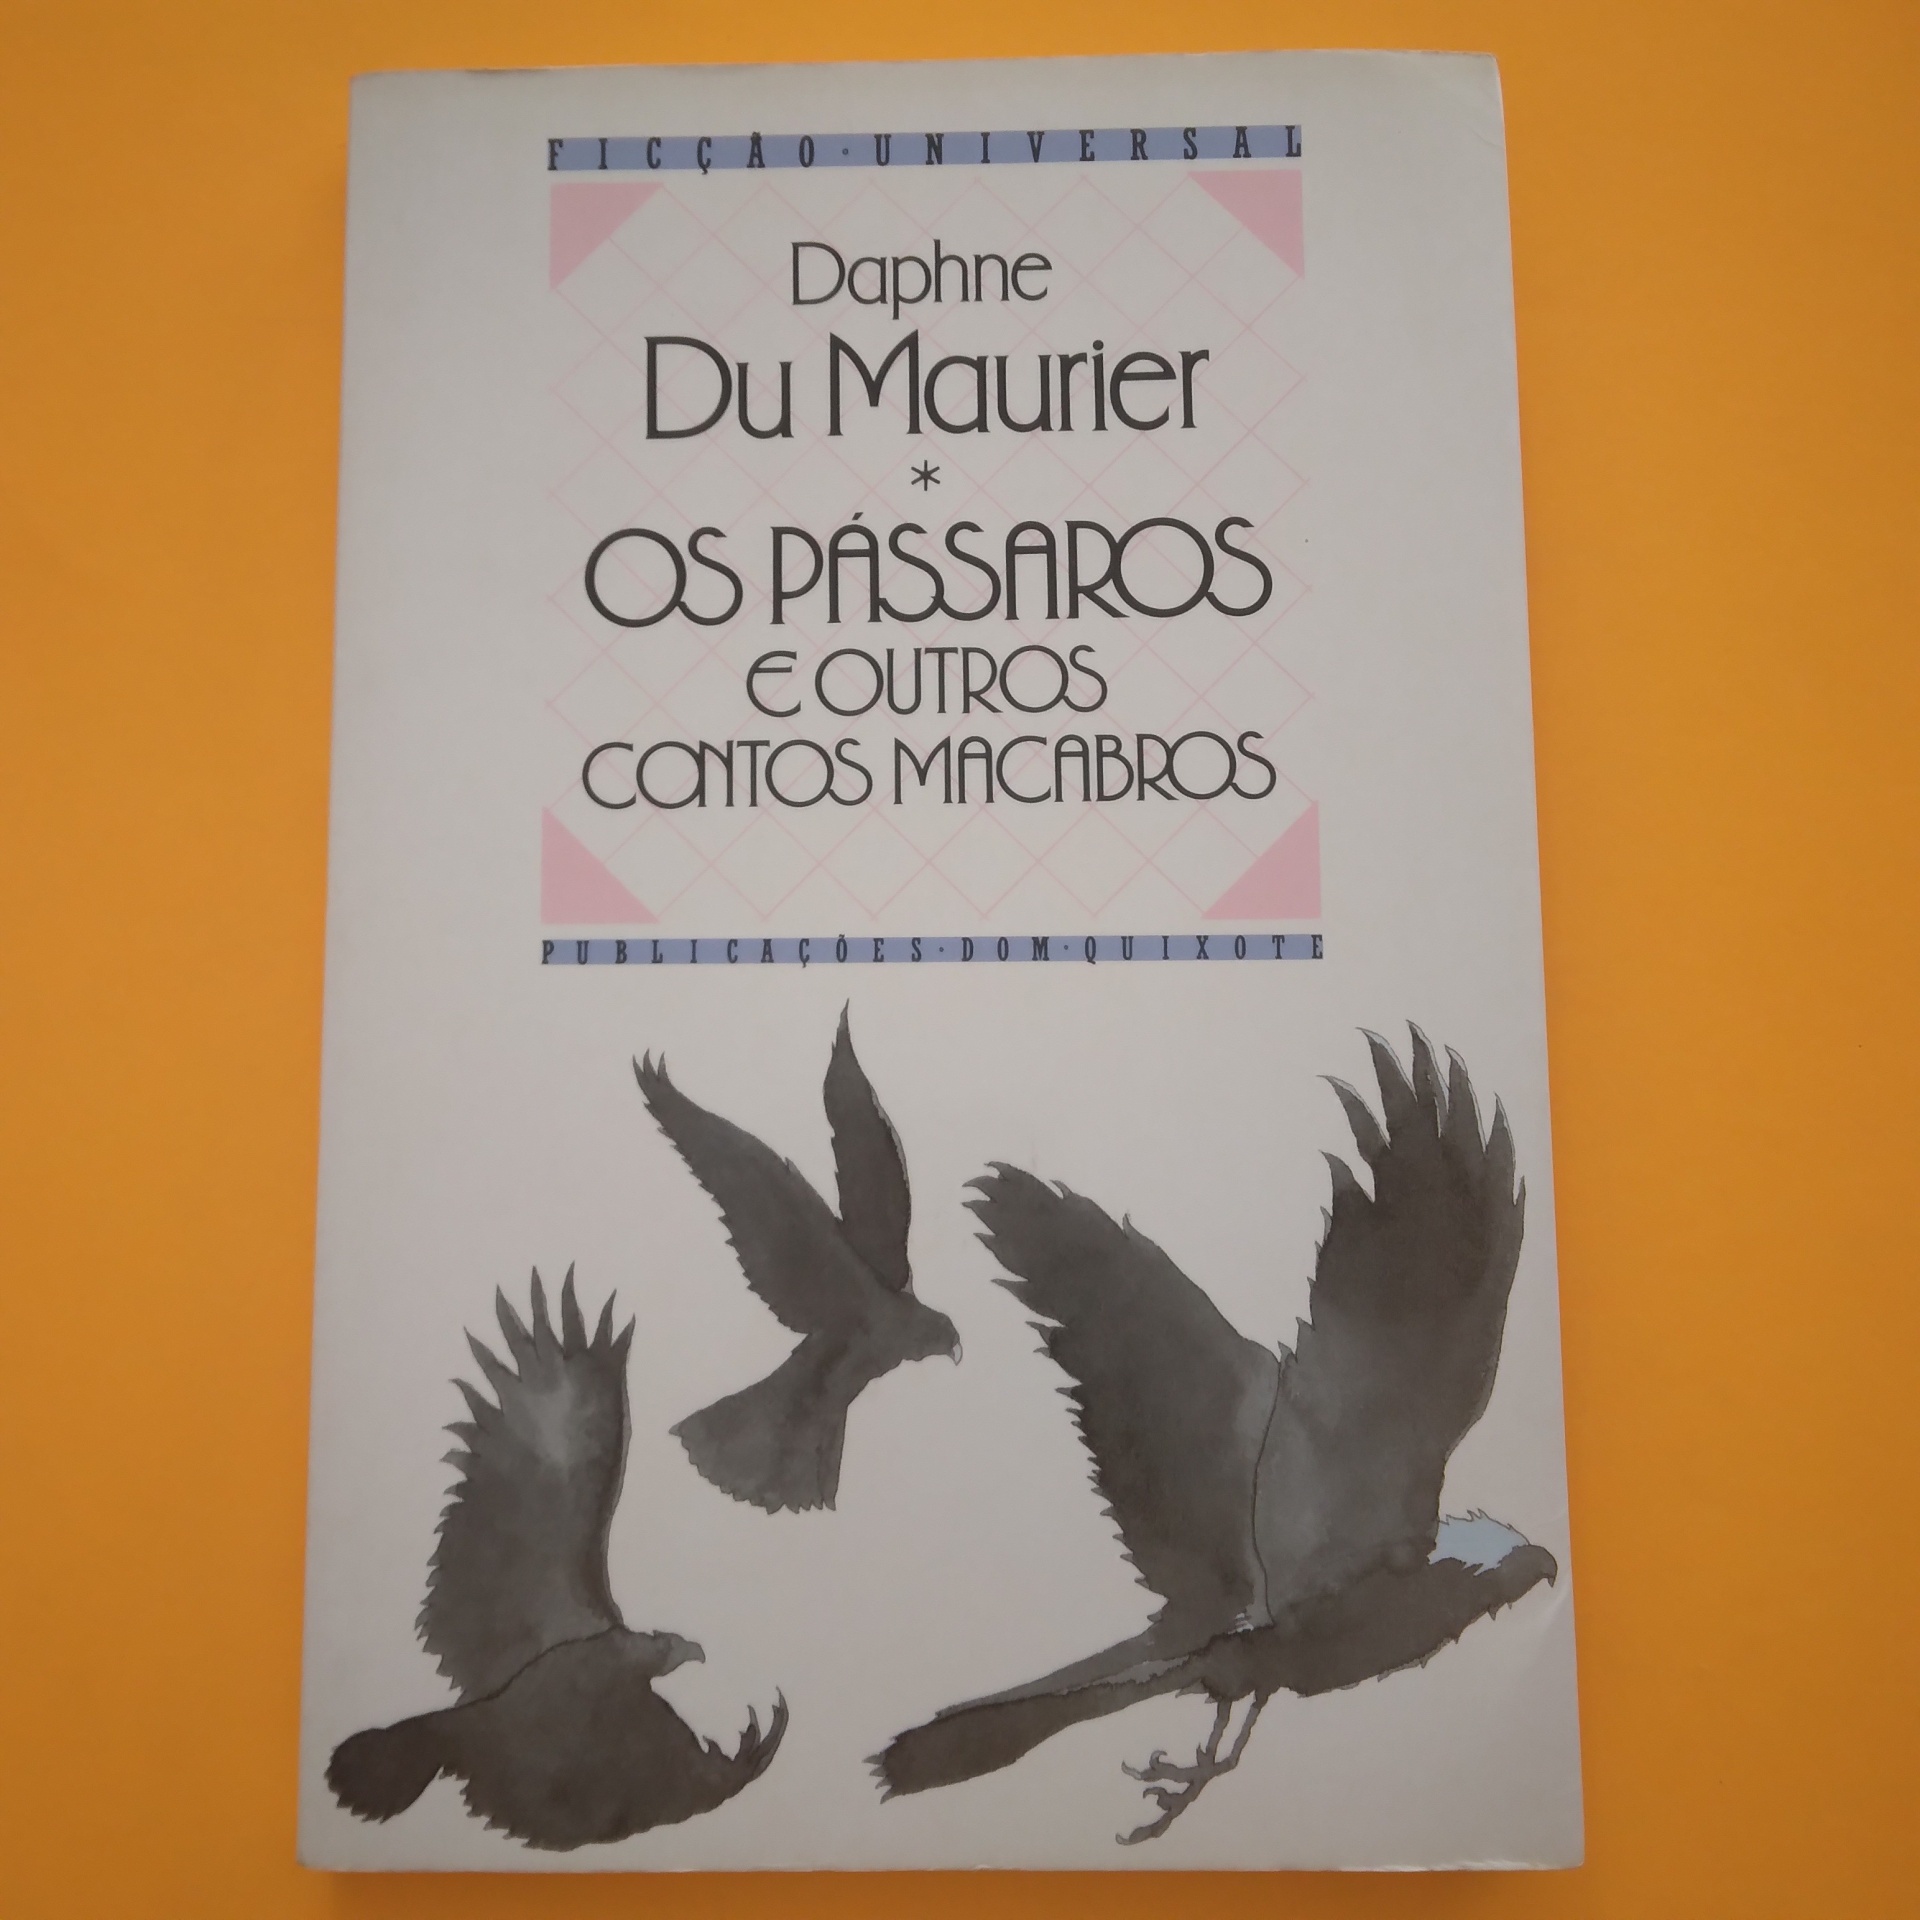 FICÇÃO·UNIVERSAL
Daphne
Du Maurier
*
OS PÁSSAROS
E OUTROS
CONTOS MACABROS
PUBLICAÇÕES·DOM·QUIXOTE